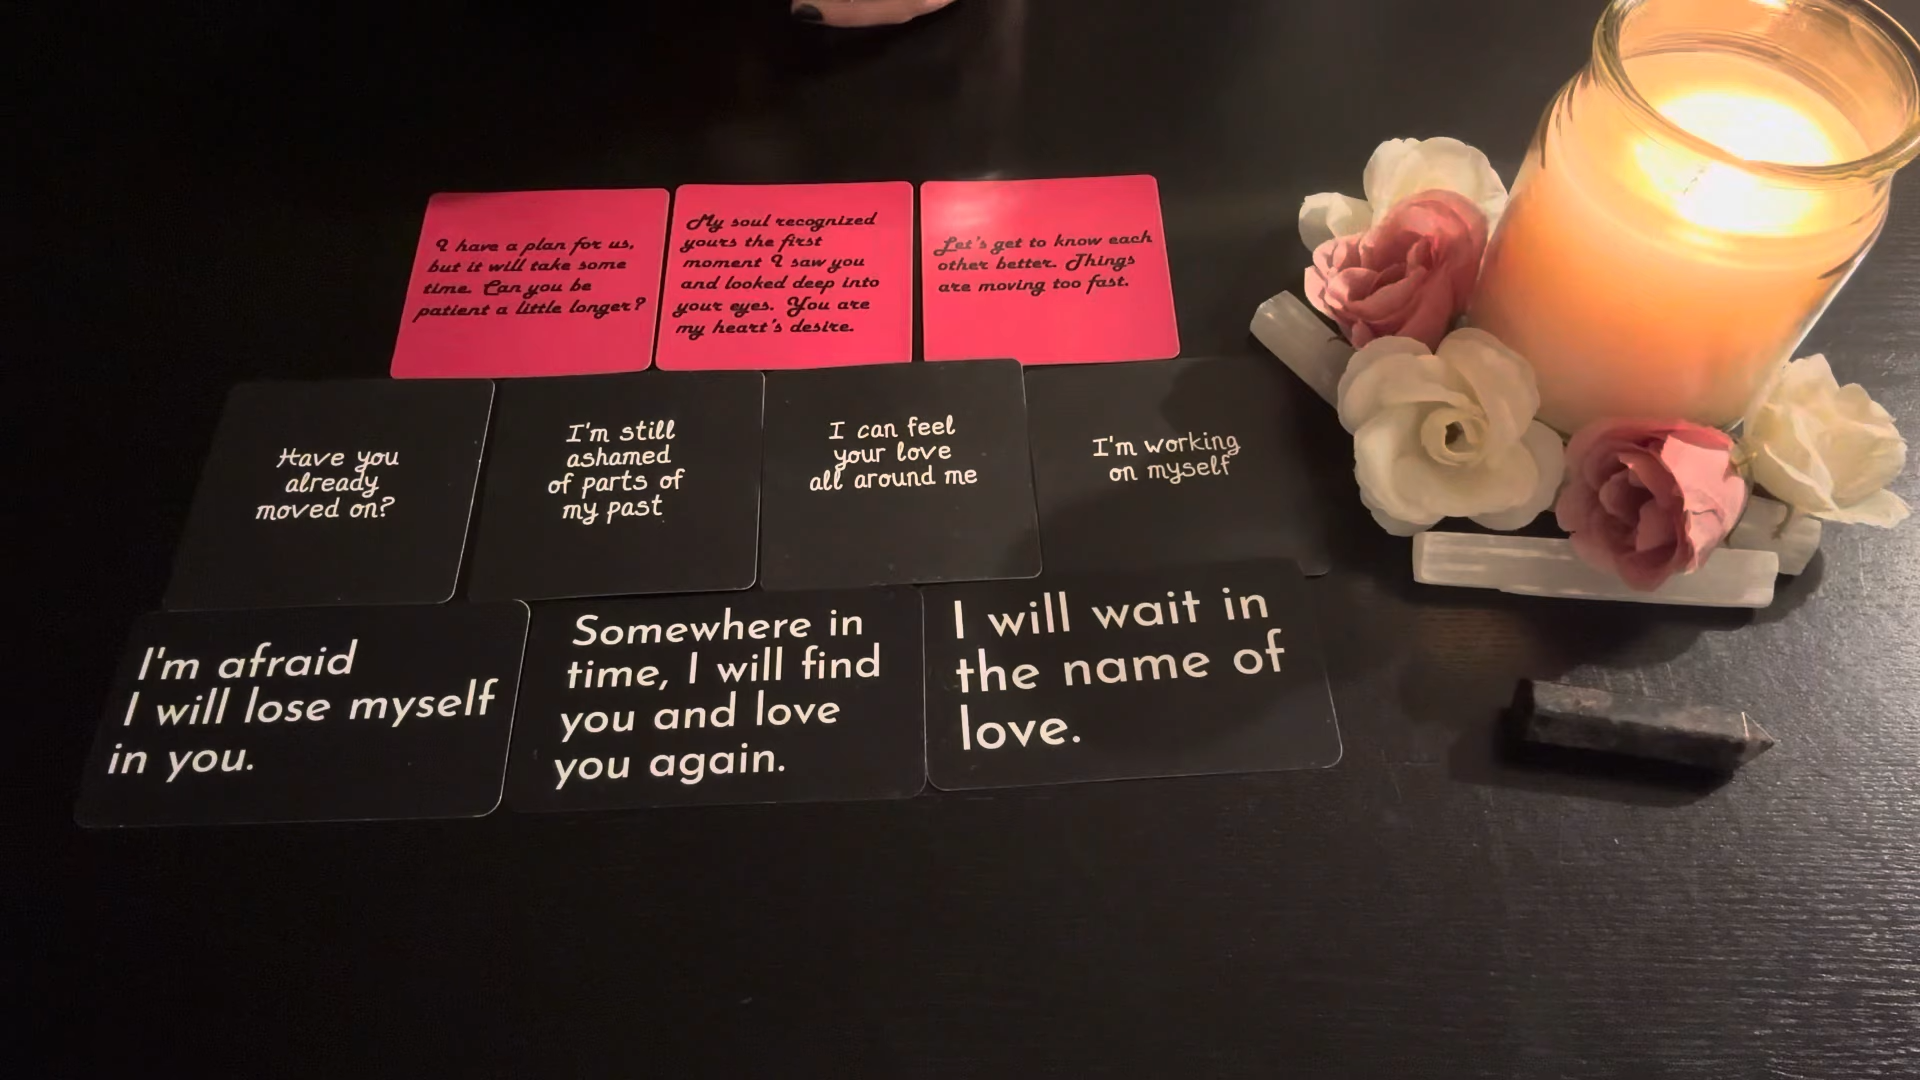 I have a plan for us,
but it will take some
time. Can you be
patient a little longer?
My soul recognized
yours the first
moment I saw you
and looked deep into
your eyes. You are
my heart's desire.
Let's get to know each
other better. Things
are moving too fast.
Have you
already
moved on?
I'm still
ashamed
of parts of
my past
I can feel
your love
all around me
I'm working
on myself
I'm afraid
I will lose myself
in you.
Somewhere in
time, I will find
you and love
you again.
I will wait in
the name of
love.